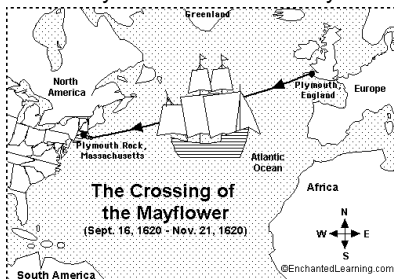 Greenland
North
America
Plymouth,
England
Europe
Plymouth Rock,
Massachusetts
Atlantic
Ocean
The Crossing of
the Mayflower
(Sept. 16, 1620 - Nov. 21, 1620)
Africa
N
W E
S
South America
©EnchantedLearning.com